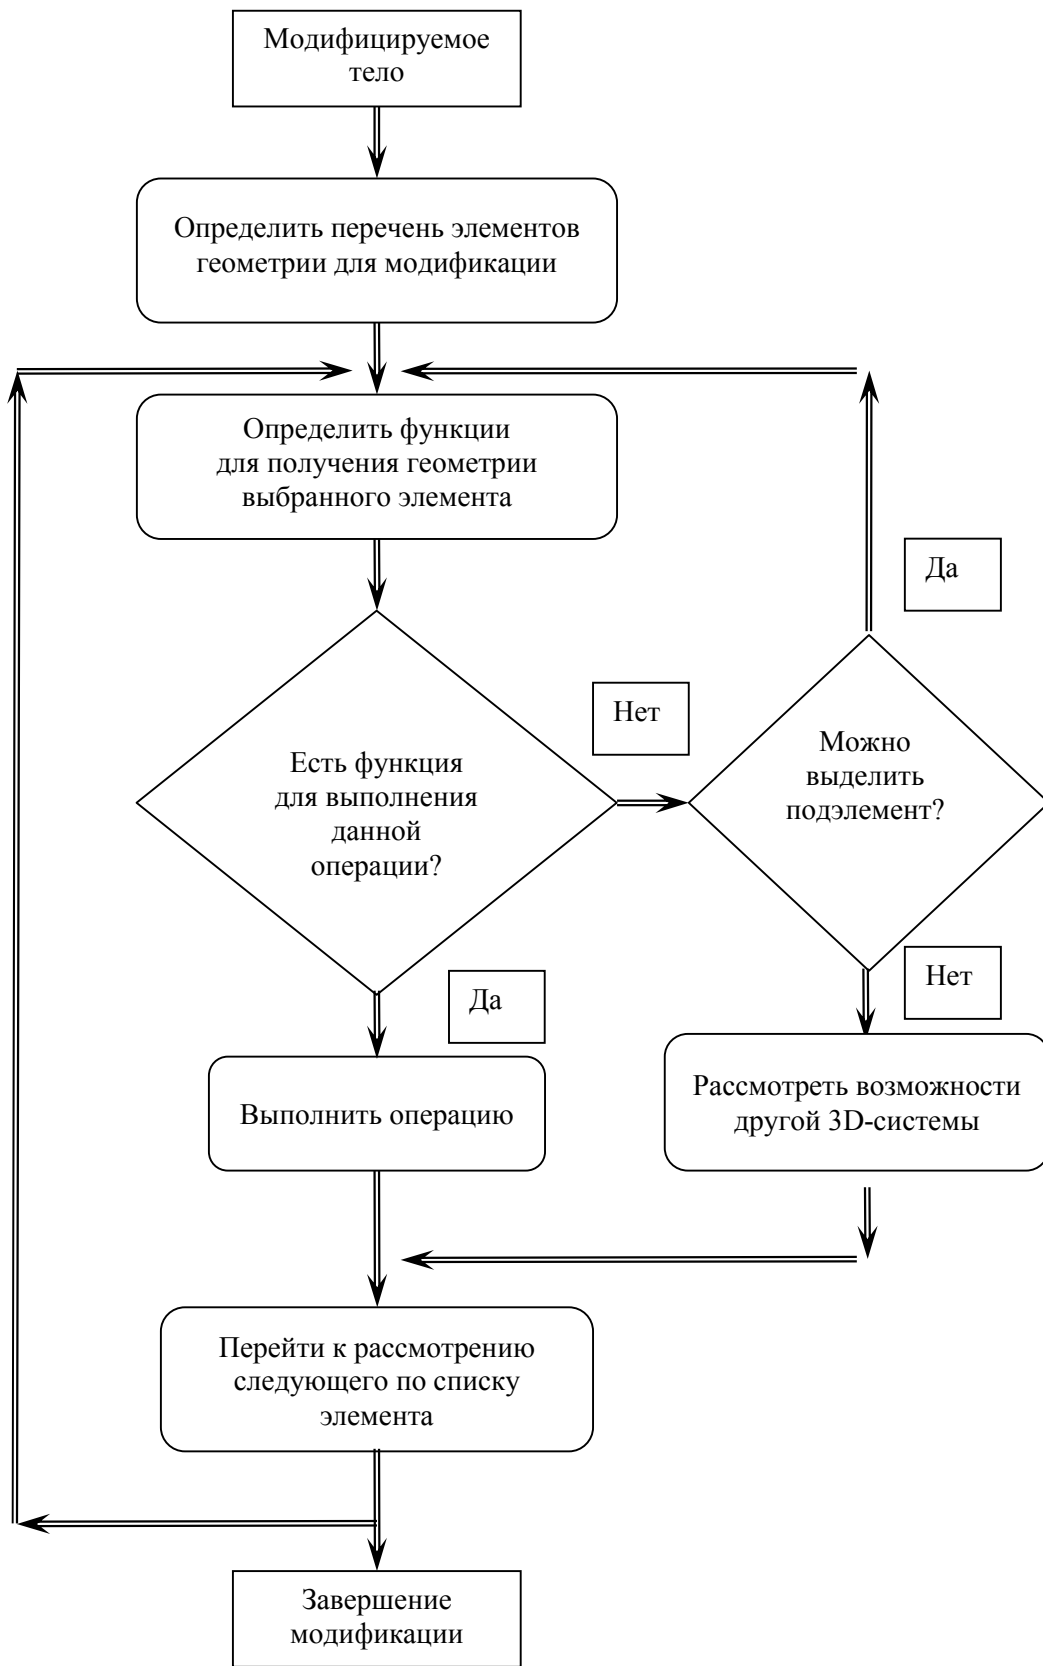 Модифицируемое
тело
Определить перечень элементов
геометрии для модификации
Определить функции
для получения геометрии
выбранного элемента
Да
Нет
Можно
выделить
подэлемент?
Есть функция
для выполнения
данной
операции?
Да
Нет
Выполнить операцию
Рассмотреть возможности
другой 3D-системы
Перейти к рассмотрению
следующего по списку
элемента
Завершение
модификации